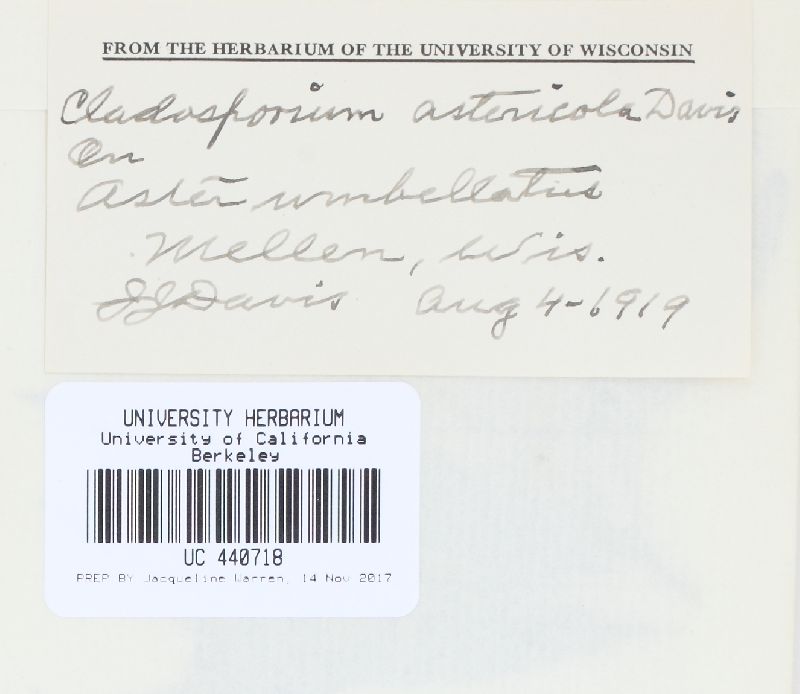 FROM THE HERBARIUM OF THE UNIVERSITY OF WISCONSIN
Cladosporium astericola Davis
On
Aster umbellatus
Mellen, Wis.
JJDavis Aug 4-1919
UNIVERSITY HERBARIUM
University of California
Berkeley
UC 440718
PREP BY Jacqueline Warren, 14 Nov 2017